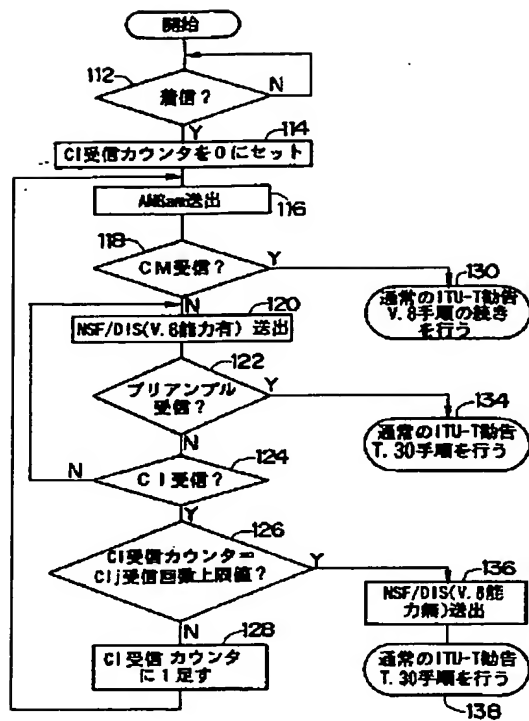 開始
N
112
着信？
Y
114
CI受信カウンタを0にセット
ANSam送出
116
118
CM受信？
Y
130
通常のITU-T勧告
V.8手順の続き
を行う
N
120
NSF/DIS(V.8能力有) 送出
122
プリアンブル
受信？
Y
134
通常のITU-T勧告
T.30手順を行う
N
124
N
CI受信？
Y
126
CI受信カウンタ＝
CIj受信回数上限値？
Y
136
NSF/DIS(V.8能
力無)送出
N
128
CI受信カウンタ
に1足す
通常のITU-T勧告
T.30手順を行う
138